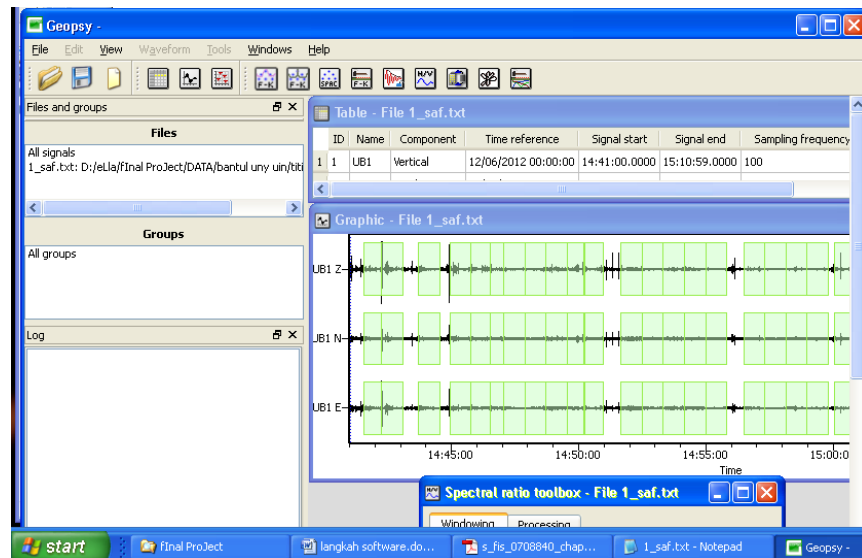 Geopsy -
File Edit View Waveform Tools Windows Help
F-K F-K SPAC F-K H/V
Files and groups
Files
All signals
1_saf.txt: D:/eLla/fInal ProJect/DATA/bantul uny uin/titi
Groups
All groups
Log
Table - File 1_saf.txt
ID Name Component Time reference Signal start Signal end Sampling frequency
1 1 UB1 Vertical 12/06/2012 00:00:00 14:41:00.0000 15:10:59.0000 100
Graphic - File 1_saf.txt
UB1 Z
UB1 N
UB1 E
14:45:00 14:50:00 14:55:00 15:00:0
Time
H/V Spectral ratio toolbox - File 1_saf.txt
Windowing Processing
start fInal ProJect langkah software.do... s_fis_0708840_chap... 1_saf.txt - Notepad Geopsy -